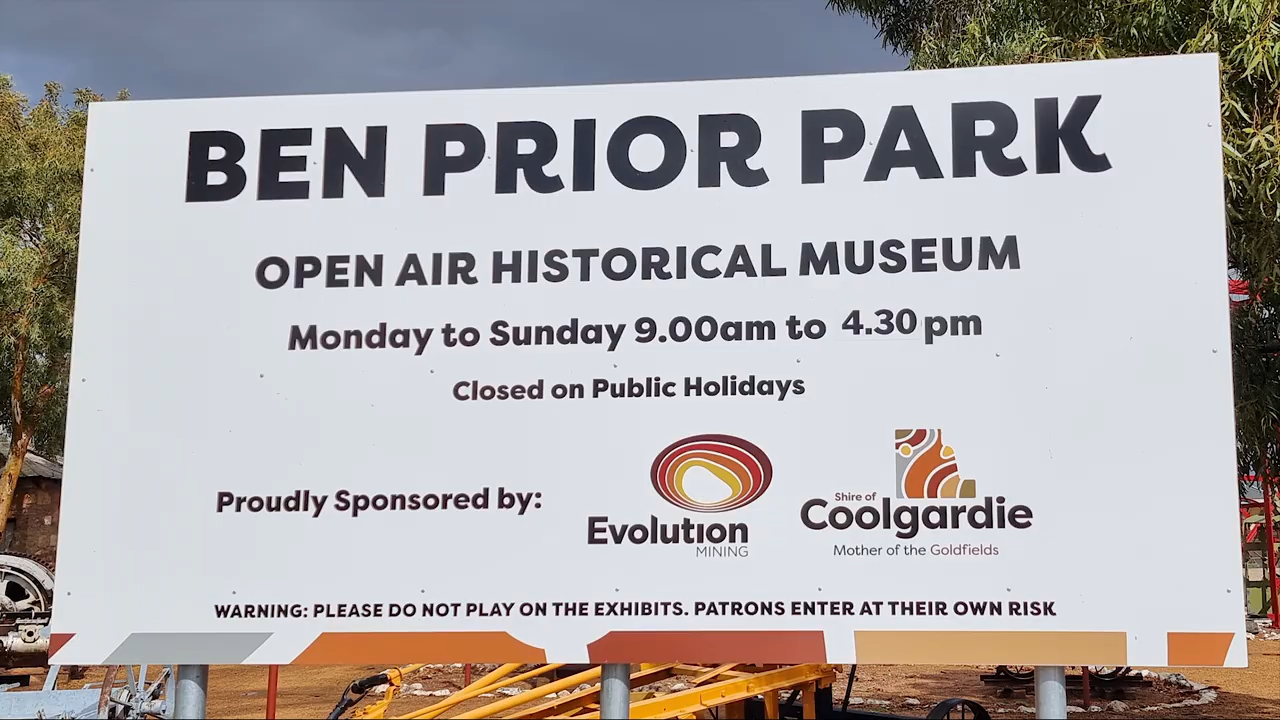 BEN PRIOR PARK
OPEN AIR HISTORICAL MUSEUM
Monday to Sunday 9.00am to 4.30 pm
Closed on Public Holidays
Proudly Sponsored by:
Evolution
MINING
Shire of
Coolgardie
Mother of the Goldfields
WARNING: PLEASE DO NOT PLAY ON THE EXHIBITS. PATRONS ENTER AT THEIR OWN RISK